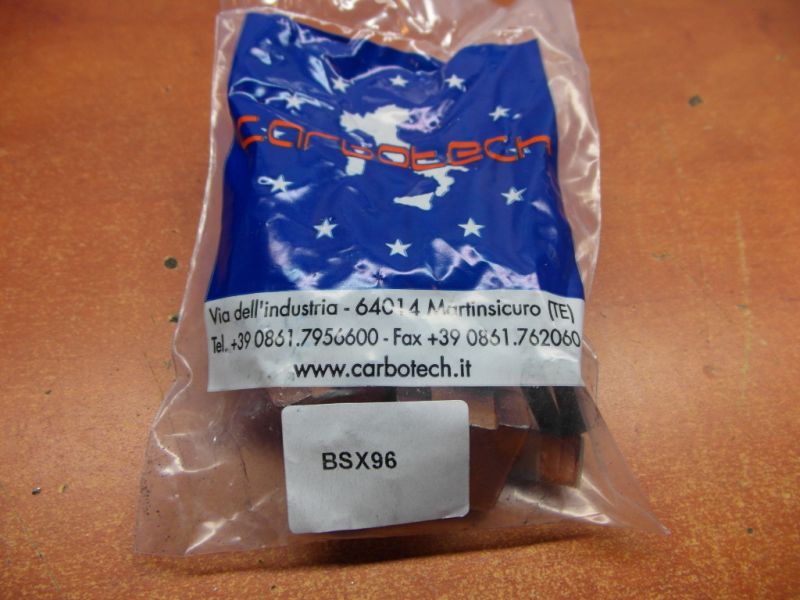 carbotech
Via dell'industria - 64014 Martinsicuro (TE)
Tel. +39 0861.7956600 - Fax +39 0861.762060
www.carbotech.it
BSX96